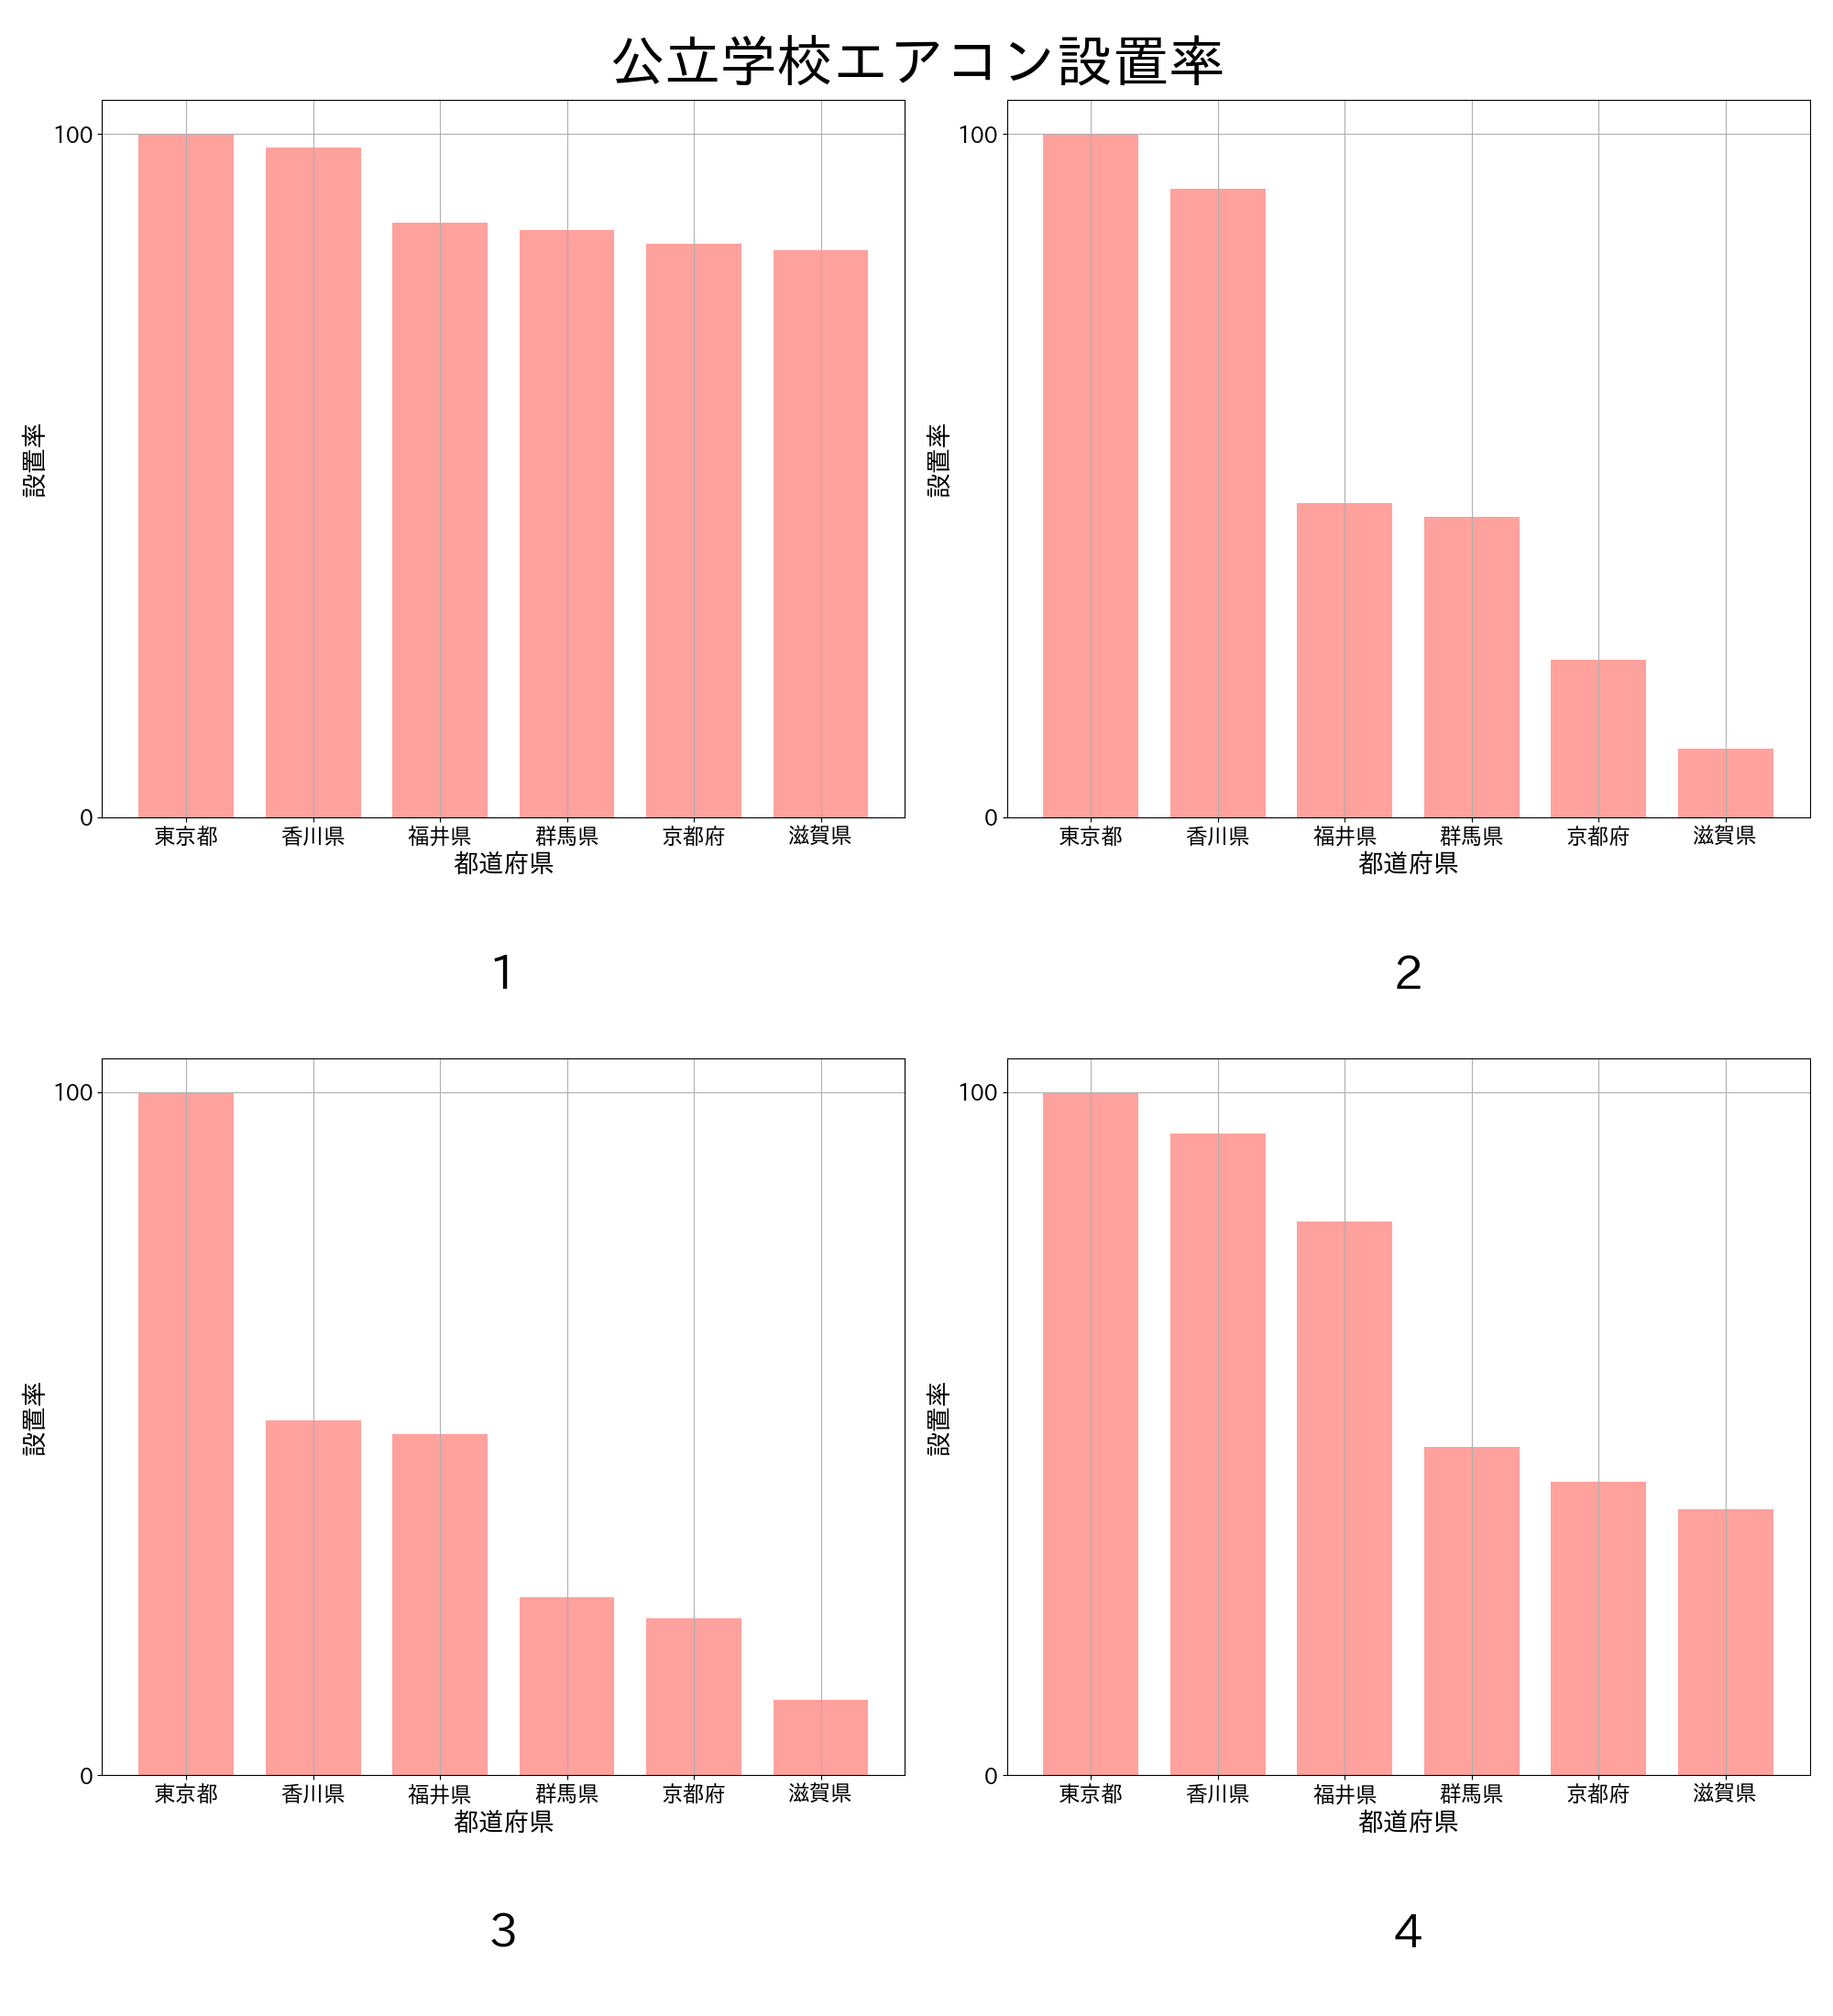 公立学校エアコン設置率
100
0
設置率
東京都 香川県 福井県 群馬県 京都府 滋賀県
都道府県
1
100
0
設置率
東京都 香川県 福井県 群馬県 京都府 滋賀県
都道府県
2
100
0
設置率
東京都 香川県 福井県 群馬県 京都府 滋賀県
都道府県
3
100
0
設置率
東京都 香川県 福井県 群馬県 京都府 滋賀県
都道府県
4